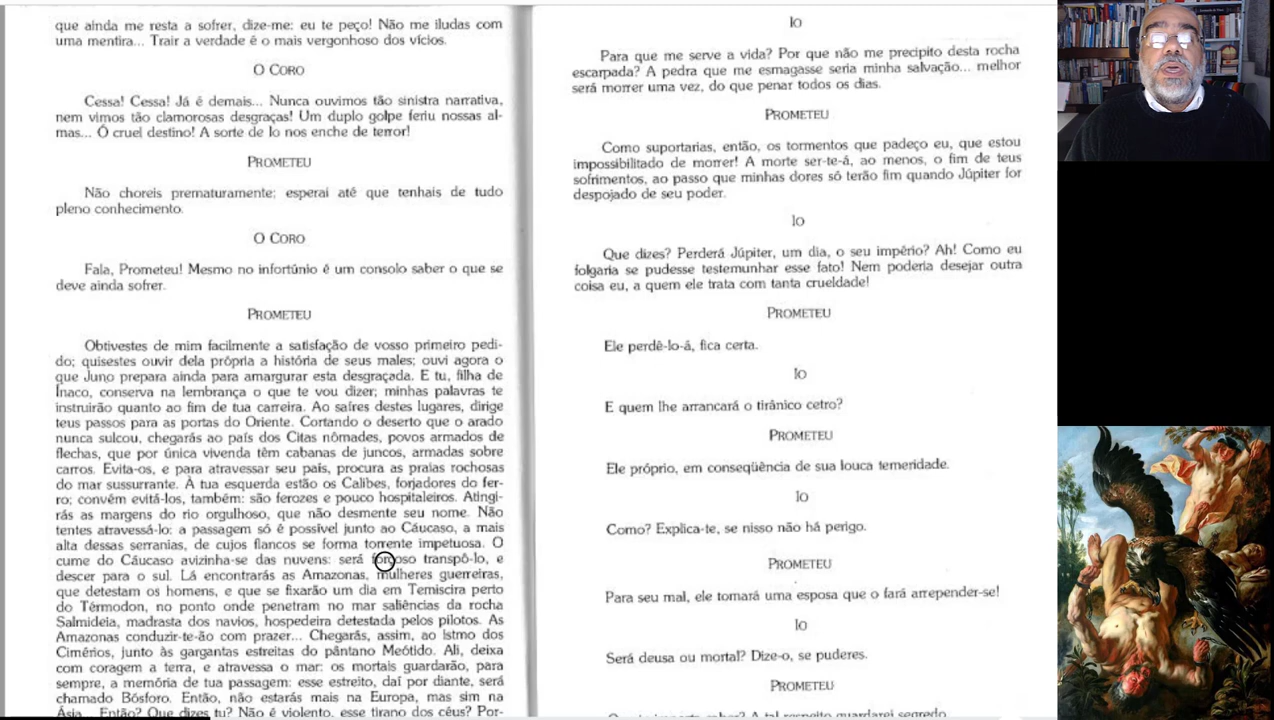 que ainda me resta a sofrer, dize-me: eu te peço! Não me iludas com
uma mentira... Trair a verdade é o mais vergonhoso dos vícios.
O CORO
Cessa! Cessa! Já é demais... Nunca ouvimos tão sinistra narrativa,
nem vimos tão clamorosas desgraças! Um duplo golpe feriu nossas al-
mas... Ó cruel destino! A sorte de Io nos enche de terror!
PROMETEU
Não choreis prematuramente; esperai até que tenhais de tudo
pleno conhecimento.
O CORO
Fala, Prometeu! Mesmo no infortúnio é um consolo saber o que se
deve ainda sofrer.
PROMETEU
Obtivestes de mim facilmente a satisfação de vosso primeiro pedi-
do; quisestes ouvir dela própria a história de seus males; ouvi agora o
que Juno prepara ainda para amargurar esta desgraçada. E tu, filha de
Ínaco, conserva na lembrança o que te vou dizer; minhas palavras te
instruirão quanto ao fim de tua carreira. Ao saíres destes lugares, dirige
teus passos para as portas do Oriente. Cortando o deserto que o arado
nunca sulcou, chegarás ao país dos Citas nômades, povos armados de
flechas, que por única vivenda têm cabanas de juncos, armadas sobre
carros. Evita-os, e para atravessar seu país, procura as praias rochosas
do mar sussurrante. À tua esquerda estão os Calibes, forjadores do fer-
ro; convém evitá-los, também: são ferozes e pouco hospitaleiros. Atingi-
rás as margens do rio orgulhoso, que não desmente seu nome. Não
tentes atravessá-lo: a passagem só é possível junto ao Cáucaso, a mais
alta dessas serranias, de cujos flancos se forma torrente impetuosa. O
cume do Cáucaso avizinha-se das nuvens: será forçoso transpô-lo, e
descer para o sul. Lá encontrarás as Amazonas, mulheres guerreiras,
que detestam os homens, e que se fixarão um dia em Temiscira perto
do Térmodon, no ponto onde penetram no mar saliências da rocha
Salmideia, madrasta dos navios, hospedeira detestada pelos pilotos. As
Amazonas conduzir-te-ão com prazer... Chegarás, assim, ao istmo dos
Cimérios, junto às gargantas estreitas do pântano Meótido. Ali, deixa
com coragem a terra, e atravessa o mar: os mortais guardarão, para
sempre, a memória de tua passagem: esse estreito, daí por diante, será
chamado Bósforo. Então, não estarás mais na Europa, mas sim na
Ásia... Então? Que dizes tu? Não é violento, esse tirano dos céus? Por-
Io
Para que me serve a vida? Por que não me precipito desta rocha
escarpada? A pedra que me esmagasse seria minha salvação... melhor
será morrer uma vez, do que penar todos os dias.
PROMETEU
Como suportarias, então, os tormentos que padeço eu, que estou
impossibilitado de morrer! A morte ser-te-á, ao menos, o fim de teus
sofrimentos, ao passo que minhas dores só terão fim quando Júpiter for
despojado de seu poder.
Io
Que dizes? Perderá Júpiter, um dia, o seu império? Ah! Como eu
folgaria se pudesse testemunhar esse fato! Nem poderia desejar outra
coisa eu, a quem ele trata com tanta crueldade!
PROMETEU
Ele perdê-lo-á, fica certa.
Io
E quem lhe arrancará o tirânico cetro?
PROMETEU
Ele próprio, em conseqüência de sua louca temeridade.
Io
Como? Explica-te, se nisso não há perigo.
PROMETEU
Para seu mal, ele tomará uma esposa que o fará arrepender-se!
Io
Será deusa ou mortal? Dize-o, se puderes.
PROMETEU